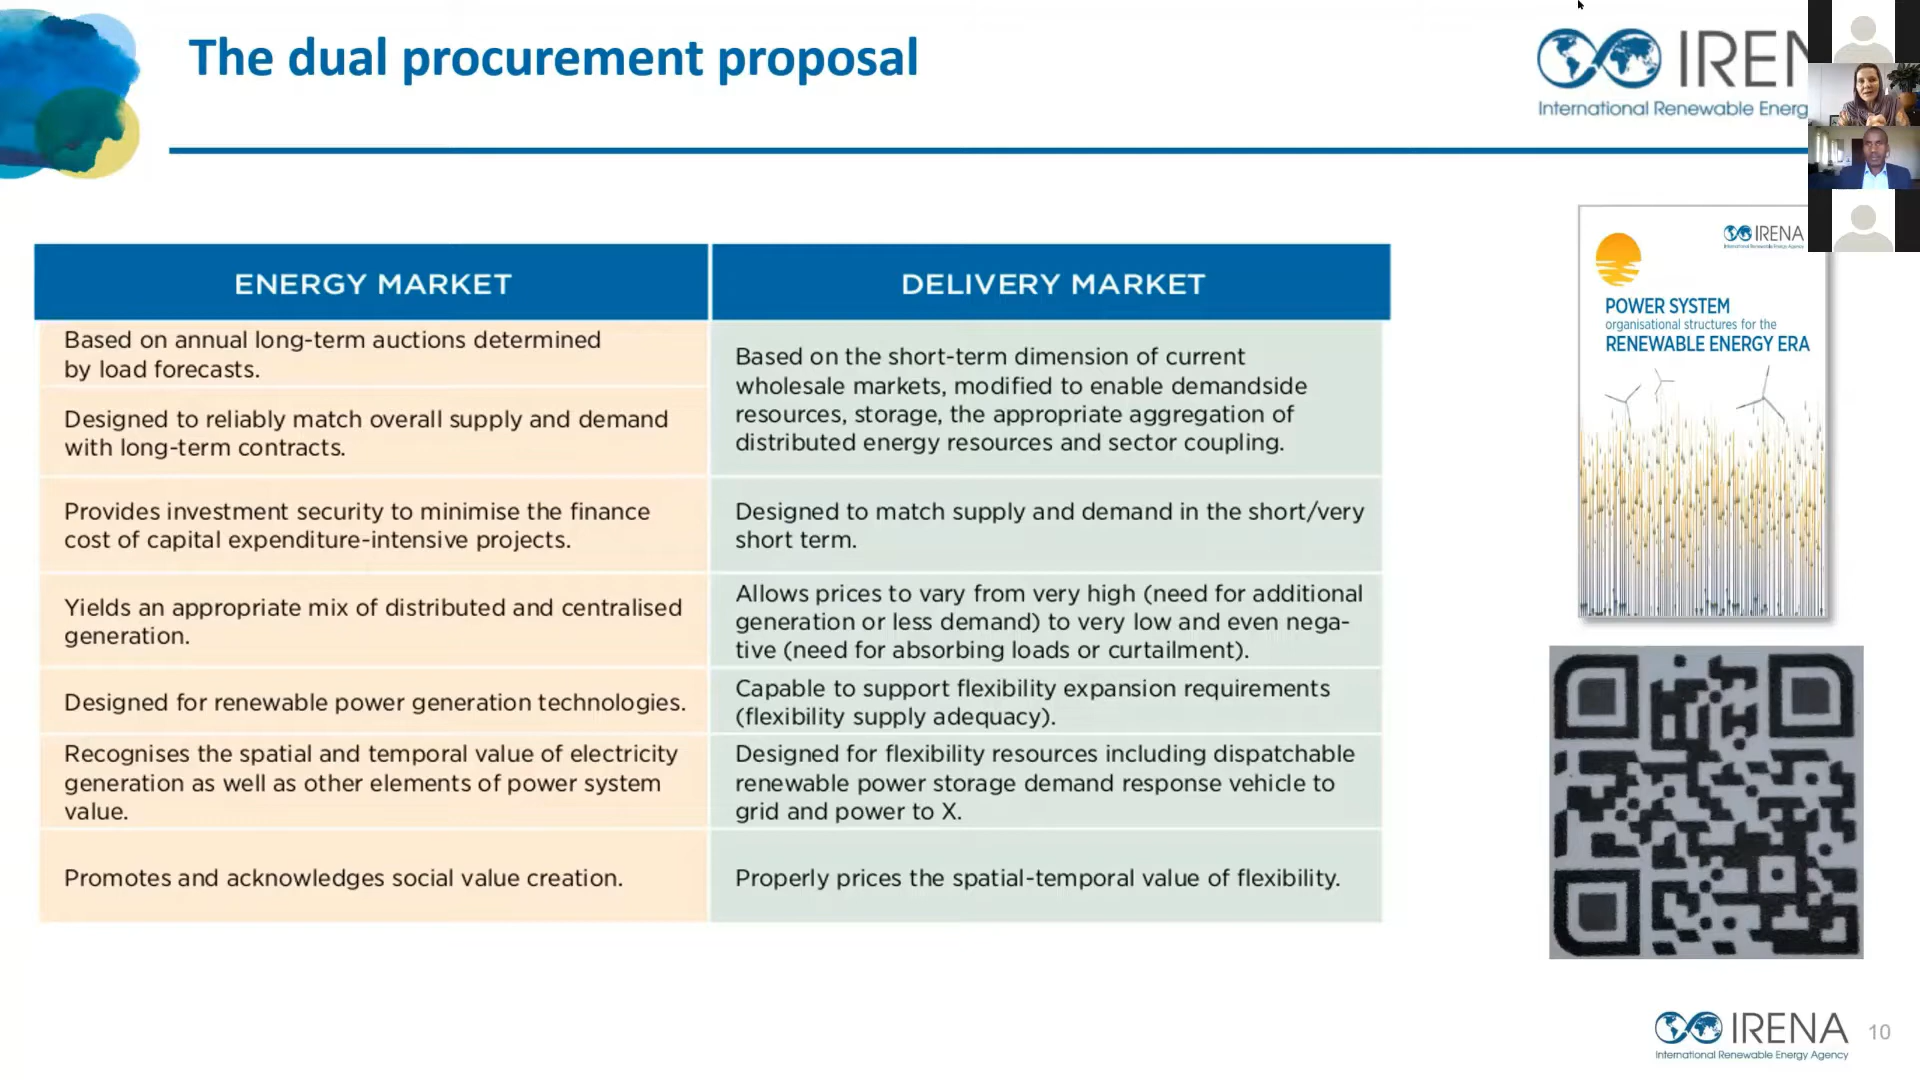 The dual procurement proposal
IREN
International Renewable Energ
ENERGY MARKET
DELIVERY MARKET
Based on annual long-term auctions determined
by load forecasts.
Designed to reliably match overall supply and demand
with long-term contracts.
Provides investment security to minimise the finance
cost of capital expenditure-intensive projects.
Yields an appropriate mix of distributed and centralised
generation.
Designed for renewable power generation technologies.
Recognises the spatial and temporal value of electricity
generation as well as other elements of power system
value.
Promotes and acknowledges social value creation.
Based on the short-term dimension of current
wholesale markets, modified to enable demandside
resources, storage, the appropriate aggregation of
distributed energy resources and sector coupling.
Designed to match supply and demand in the short/very
short term.
Allows prices to vary from very high (need for additional
generation or less demand) to very low and even nega-
tive (need for absorbing loads or curtailment).
Capable to support flexibility expansion requirements
(flexibility supply adequacy).
Designed for flexibility resources including dispatchable
renewable power storage demand response vehicle to
grid and power to X.
Properly prices the spatial-temporal value of flexibility.
IRENA
International Renewable Energy Agency
POWER SYSTEM
organisational structures for the
RENEWABLE ENERGY ERA
IRENA
International Renewable Energy Agency
10